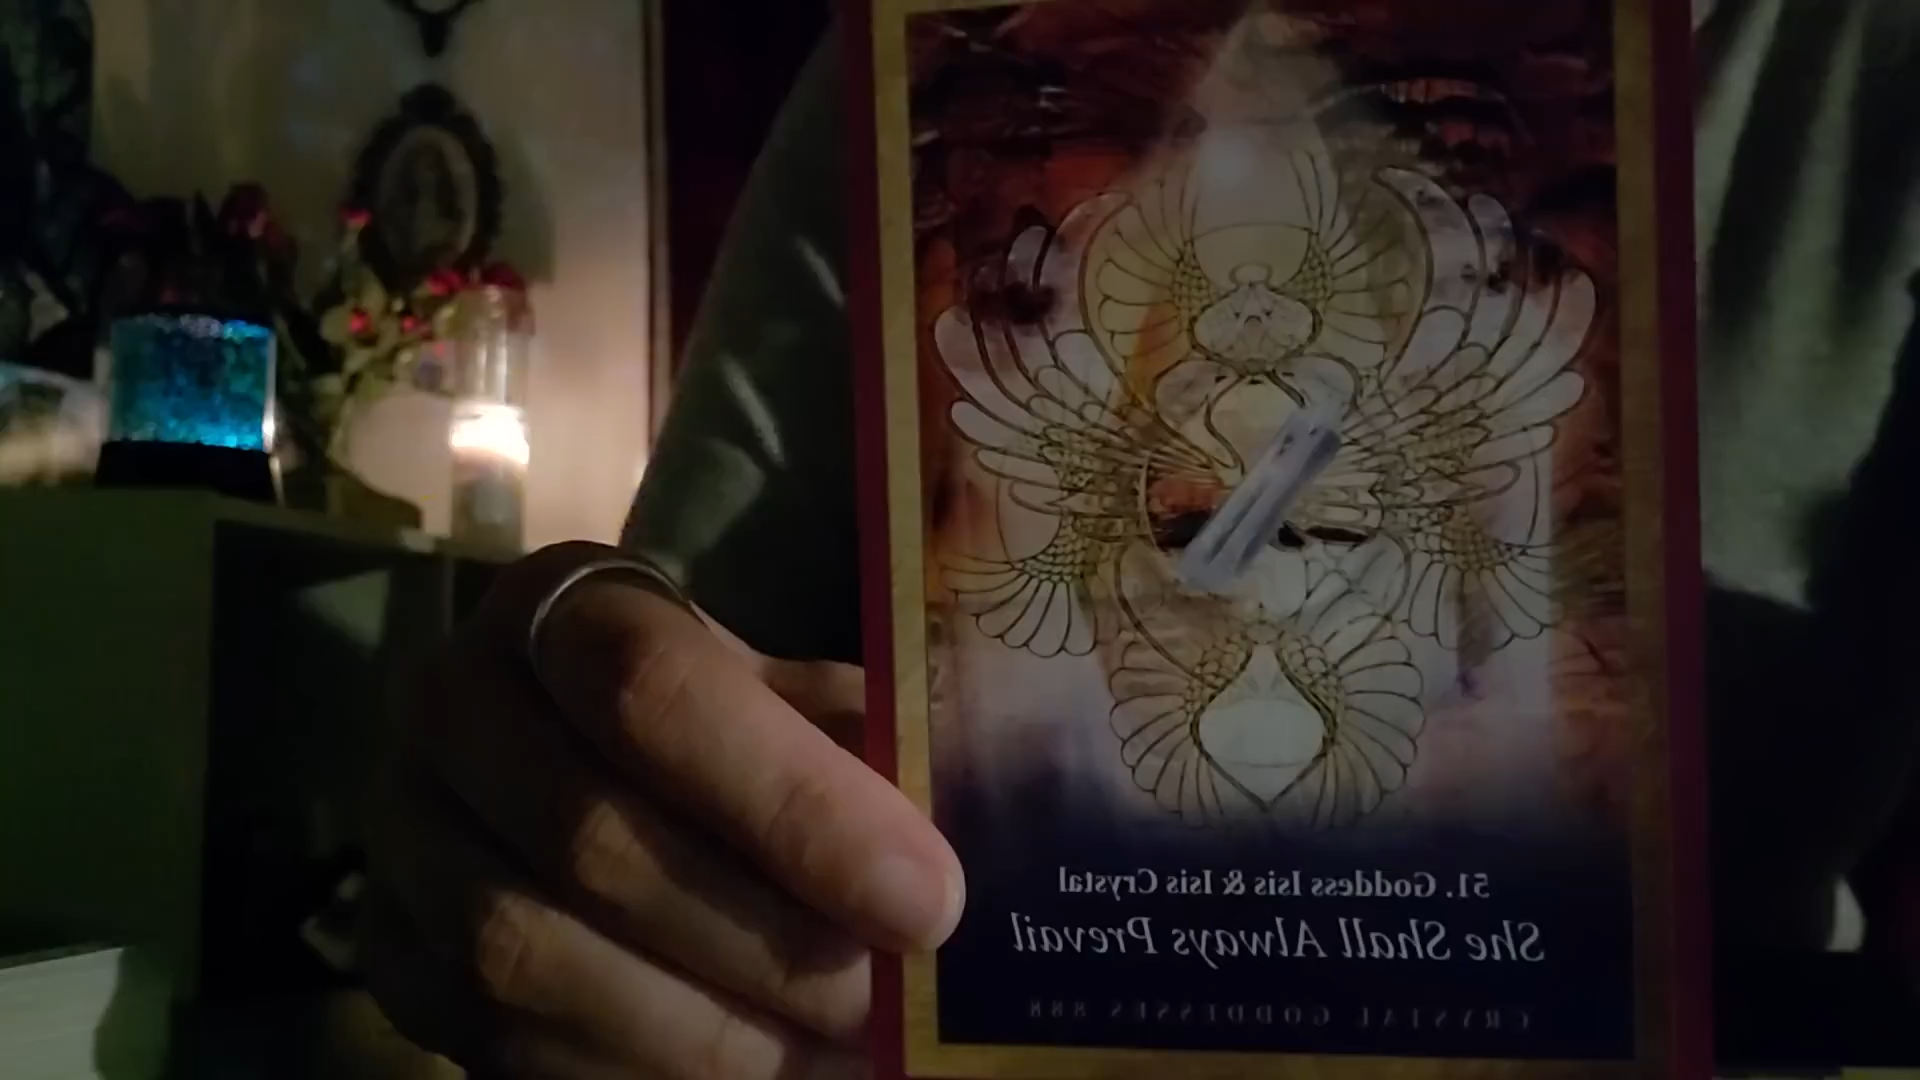 51. Goddess Isis & Isis Crystal
She Shall Always Prevail
CRYSTAL GODDESSES 888